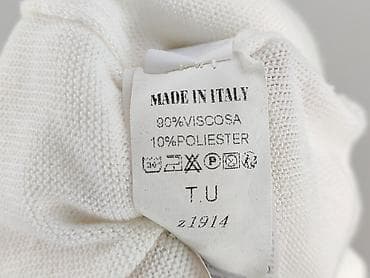 MADE IN ITALY
90%VISCOSA
10%POLIESTER
T.U
z1914